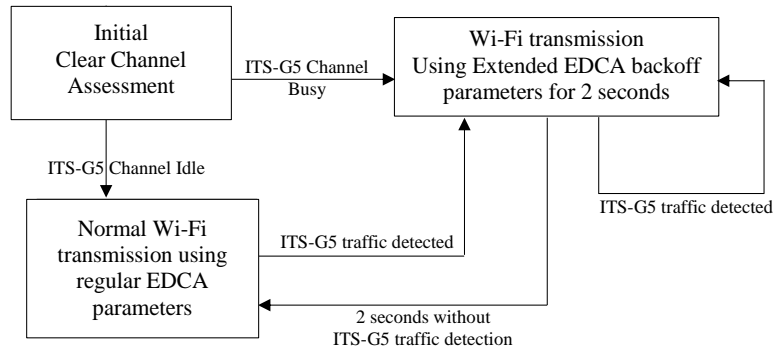 Initial
Clear Channel
Assessment
ITS-G5 Channel
Busy
Wi-Fi transmission
Using Extended EDCA backoff
parameters for 2 seconds
ITS-G5 Channel Idle
ITS-G5 traffic detected
Normal Wi-Fi
transmission using
regular EDCA
parameters
ITS-G5 traffic detected
2 seconds without
ITS-G5 traffic detection